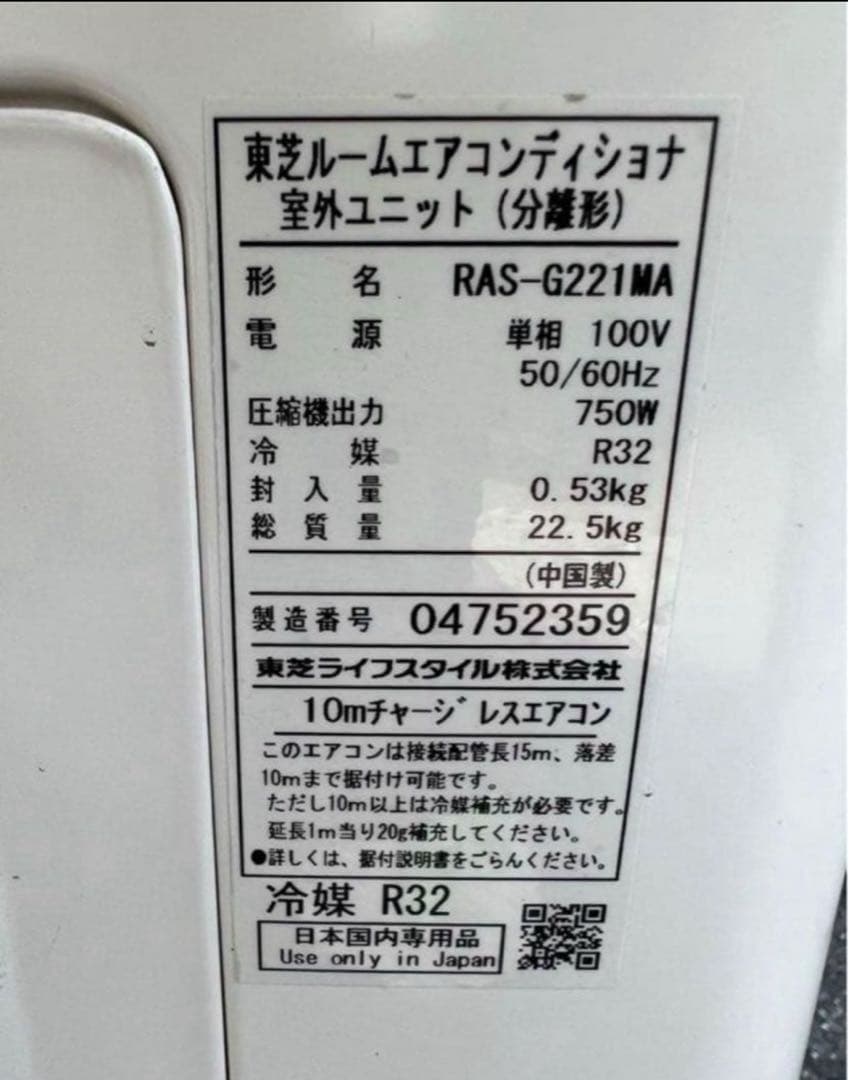 東芝ルームエアコンディショナ
室外ユニット（分離形）
形名 RAS-G221MA
電源 単相 100V
50/60Hz
圧縮機出力 750W
冷媒 R32
封入量 0.53kg
総質量 22.5kg
（中国製）
製造番号 04752359
東芝ライフスタイル株式会社
10mチャージレスエアコン
このエアコンは接続配管長15m、落差
10mまで据付け可能です。
ただし10m以上は冷媒補充が必要です。
延長1m当り20g補充してください。
●詳しくは、据付説明書をごらんください。
冷媒 R32
日本国内専用品
Use only in Japan